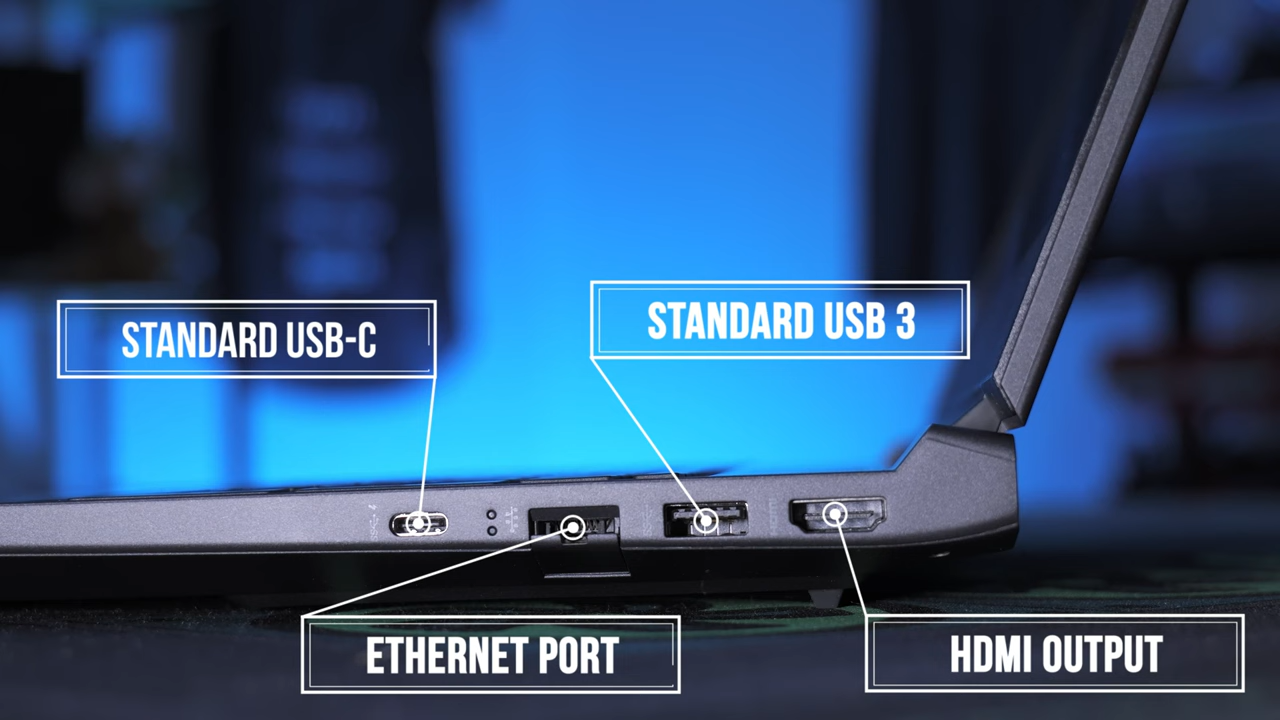 STANDARD USB-C
STANDARD USB 3
ETHERNET PORT
HDMI OUTPUT